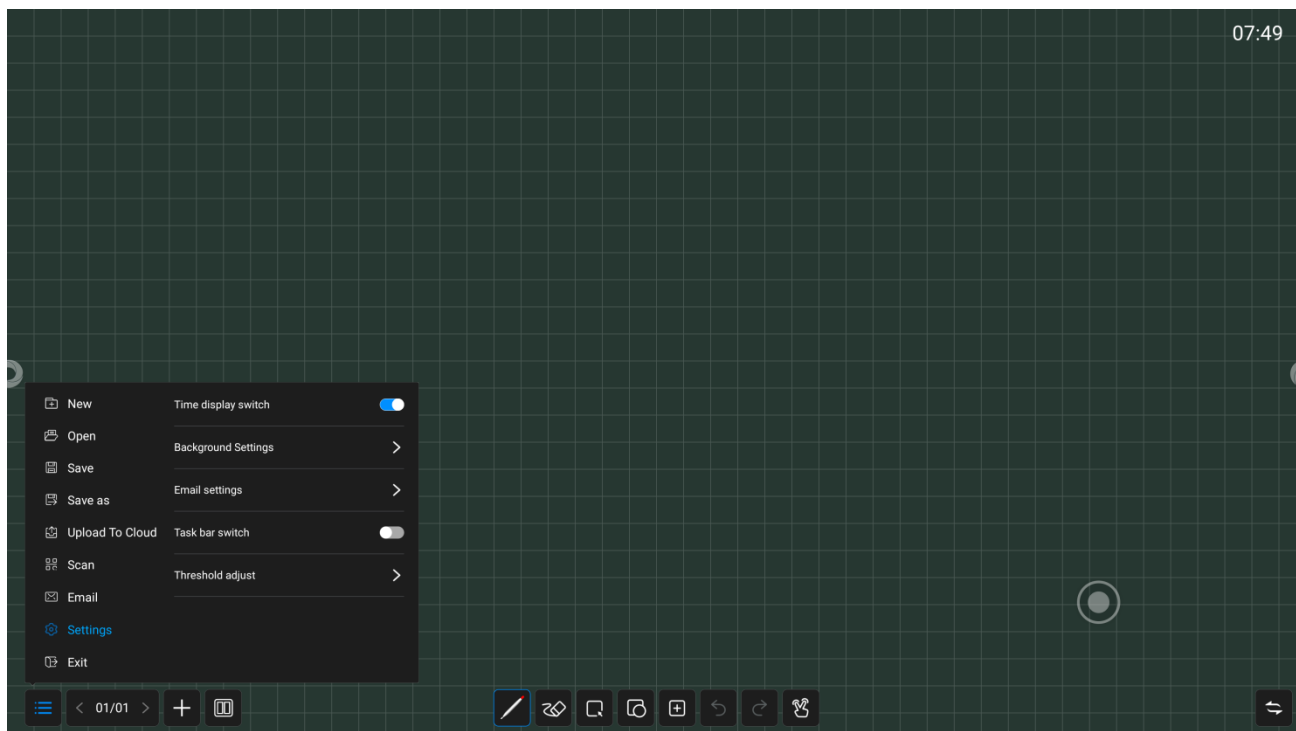 07:49
New
Time display switch
Open
Background Settings
Save
Email settings
Save as
Upload To Cloud
Task bar switch
Scan
Threshold adjust
Email
Settings
Exit
< 01/01 >